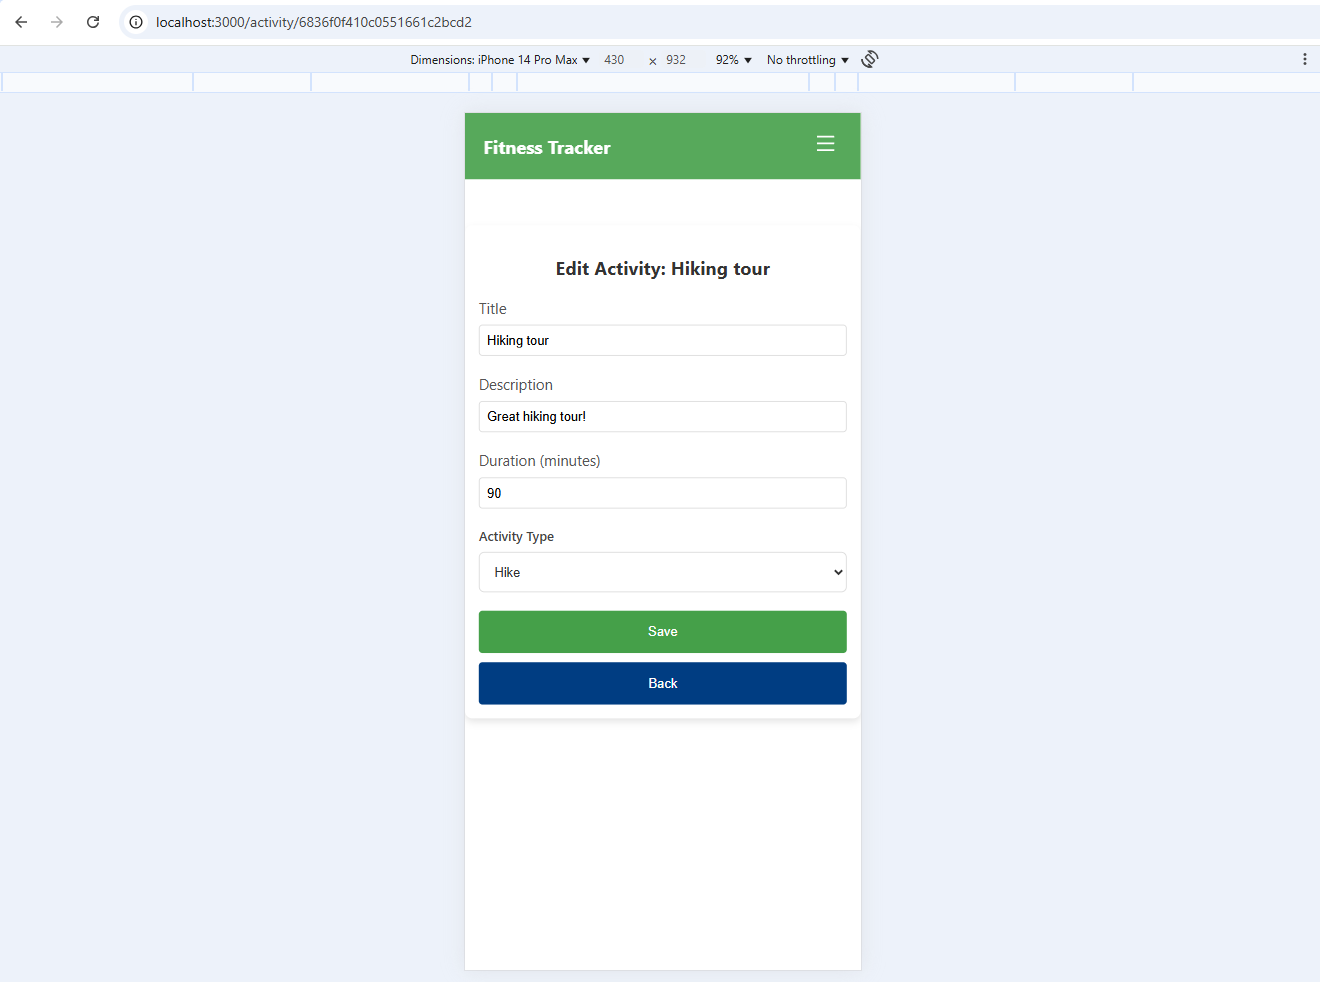 localhost:3000/activity/6836f0f410c0551661c2bcd2
Dimensions: iPhone 14 Pro Max ▼ 430 × 932 92% ▼ No throttling ▼
Fitness Tracker
Edit Activity: Hiking tour
Title
Hiking tour
Description
Great hiking tour!
Duration (minutes)
90
Activity Type
Hike
Save
Back